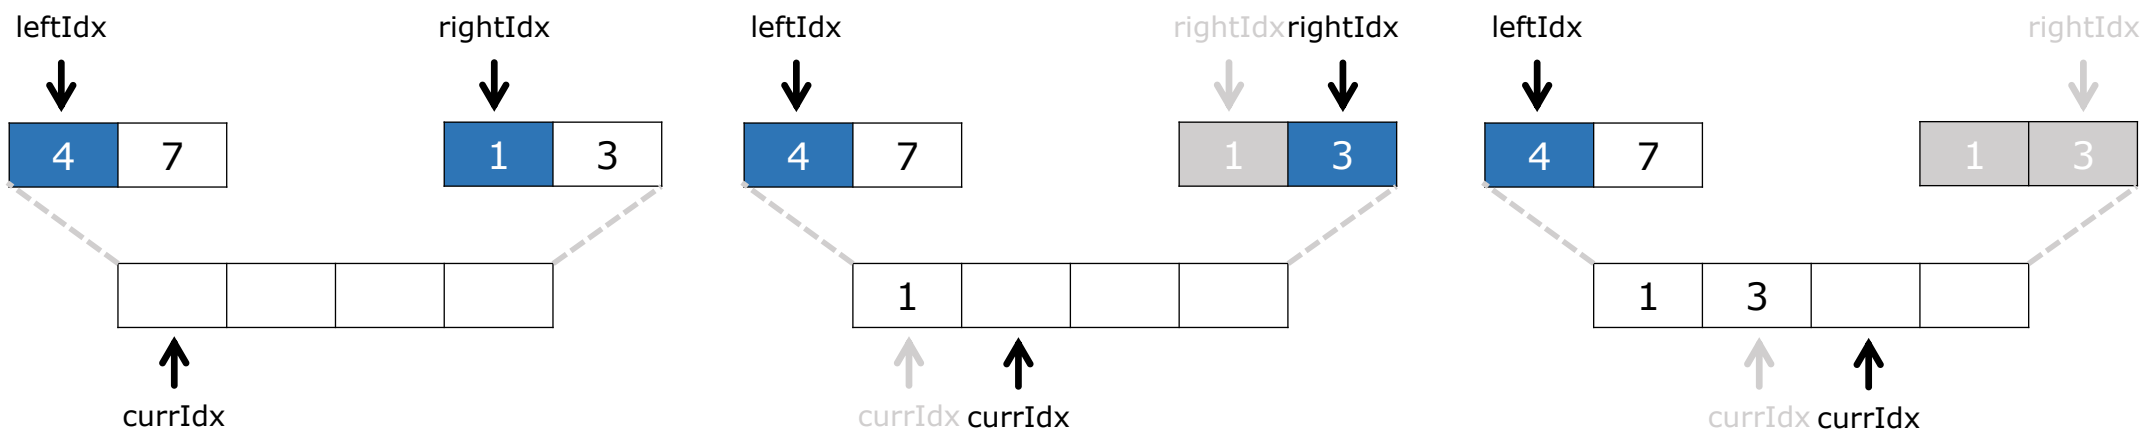 leftIdx rightIdx leftIdx rightIdx rightIdx leftIdx rightIdx
4 7 1 3 4 7 1 3 4 7 1 3
1 1 3
currIdx currIdx currIdx currIdx currIdx